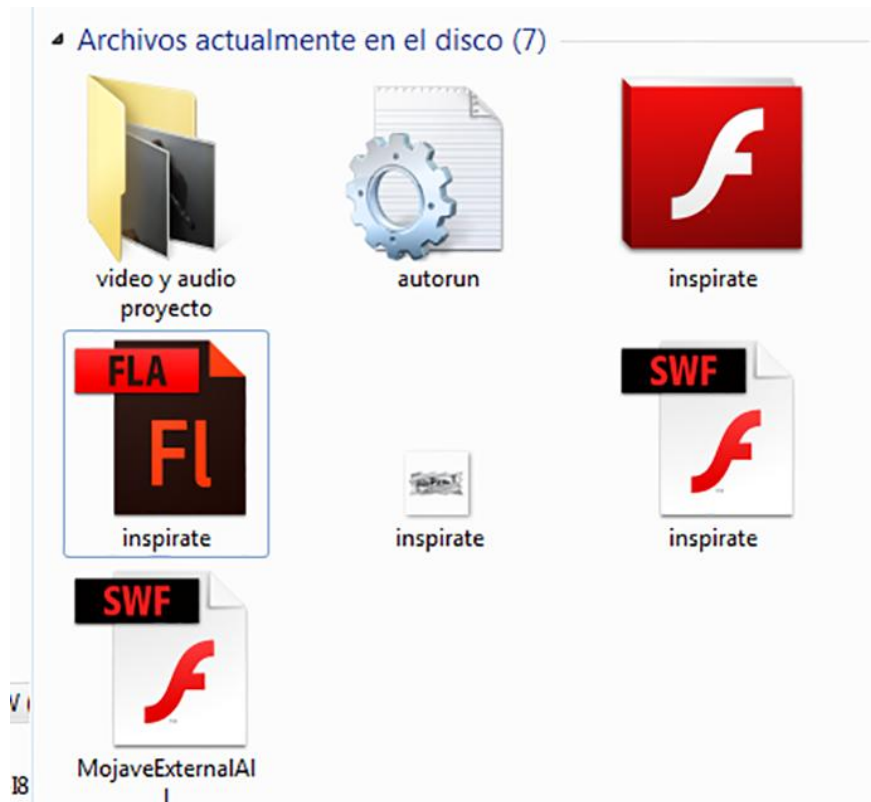 Archivos actualmente en el disco (7)
video y audio
proyecto
autorun
inspirate
FLA
Fl
inspirate
inspirate
SWF
inspirate
SWF
MojaveExternalAl
18